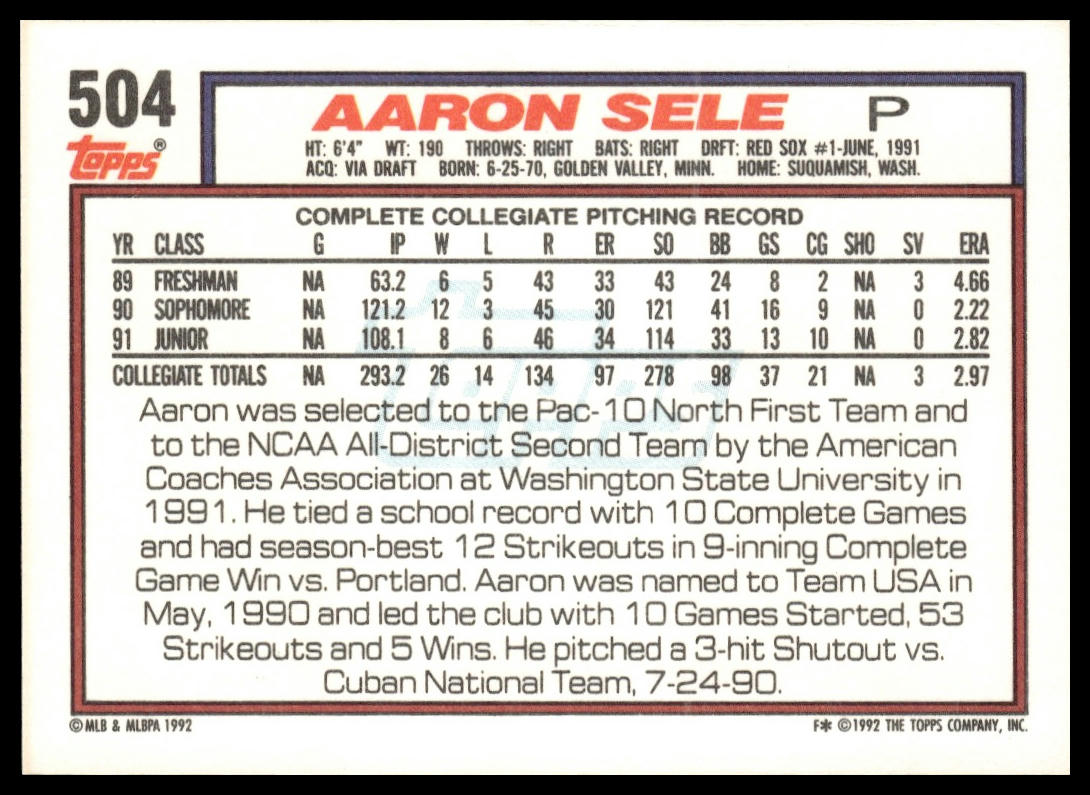 504
topps®
AARON SELE P
HT: 6'4" WT: 190 THROWS: RIGHT BATS: RIGHT DRFT: RED SOX #1-JUNE, 1991
ACQ: VIA DRAFT BORN: 6-25-70, GOLDEN VALLEY, MINN. HOME: SUQUAMISH, WASH.
COMPLETE COLLEGIATE PITCHING RECORD
YR CLASS G IP W L R ER SO BB GS CG SHO SV ERA
89 FRESHMAN NA 63.2 6 5 43 33 43 24 8 2 NA 3 4.66
90 SOPHOMORE NA 121.2 12 3 45 30 121 41 16 9 NA 0 2.22
91 JUNIOR NA 108.1 8 6 46 34 114 33 13 10 NA 0 2.82
COLLEGIATE TOTALS NA 293.2 26 14 134 97 278 98 37 21 NA 3 2.97
Aaron was selected to the Pac-10 North First Team and
to the NCAA All-District Second Team by the American
Coaches Association at Washington State University in
1991. He tied a school record with 10 Complete Games
and had season-best 12 Strikeouts in 9-inning Complete
Game Win vs. Portland. Aaron was named to Team USA in
May, 1990 and led the club with 10 Games Started, 53
Strikeouts and 5 Wins. He pitched a 3-hit Shutout vs.
Cuban National Team, 7-24-90.
© MLB & MLBPA 1992 F* © 1992 THE TOPPS COMPANY, INC.